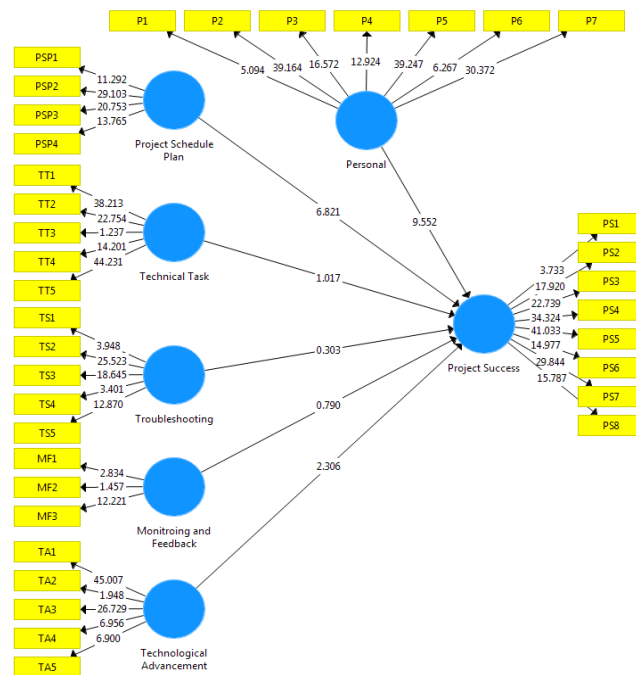 P1
P2
P3
P4
P5
P6
P7
5.094
39.164
16.572
12.924
39.247
6.267
30.372
Personal
9.552
PSP1
PSP2
PSP3
PSP4
11.292
29.103
20.753
13.765
Project Schedule
Plan
6.821
TT1
TT2
TT3
TT4
TT5
38.213
22.754
1.237
14.201
44.231
Technical Task
1.017
TS1
TS2
TS3
TS4
TS5
3.948
25.523
18.645
3.401
12.870
Troubleshooting
0.303
MF1
MF2
MF3
2.834
1.457
12.221
Monitroing and
Feedback
0.790
TA1
TA2
TA3
TA4
TA5
45.007
1.948
26.729
6.956
6.900
Technological
Advancement
2.306
Project Success
3.733
17.920
22.739
34.324
41.033
14.977
29.844
15.787
PS1
PS2
PS3
PS4
PS5
PS6
PS7
PS8